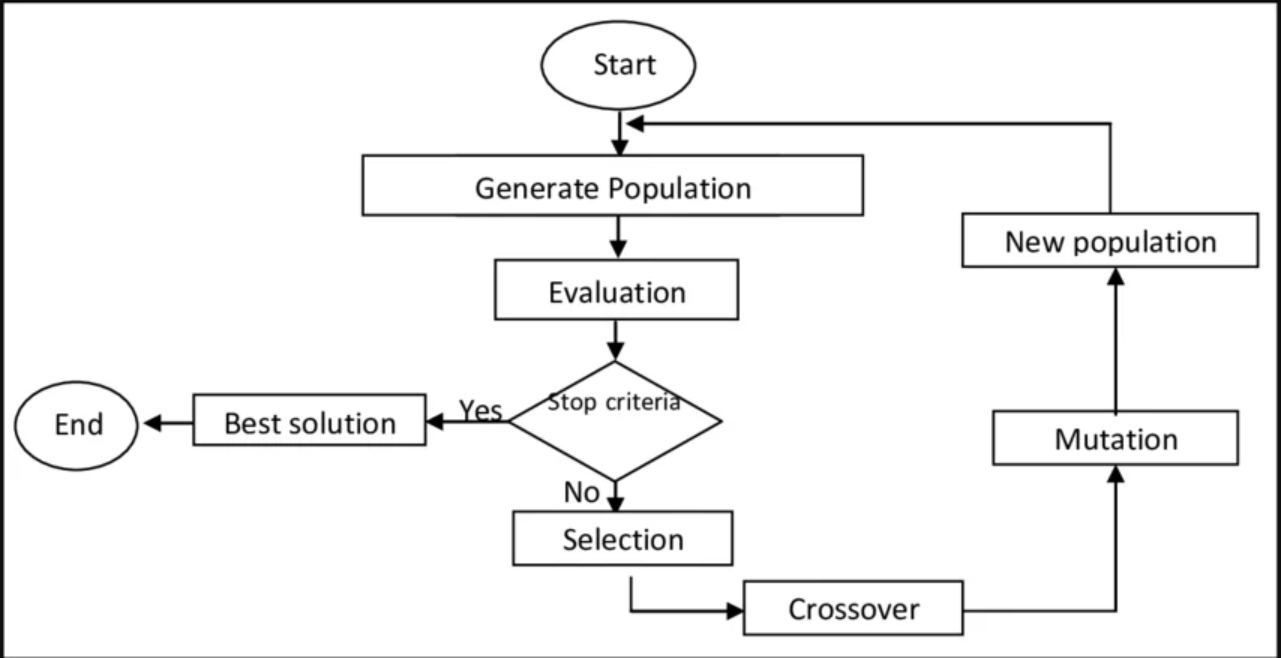 Start
Generate Population
New population
Evaluation
Stop criteria
Yes
Best solution
End
Mutation
No
Selection
Crossover